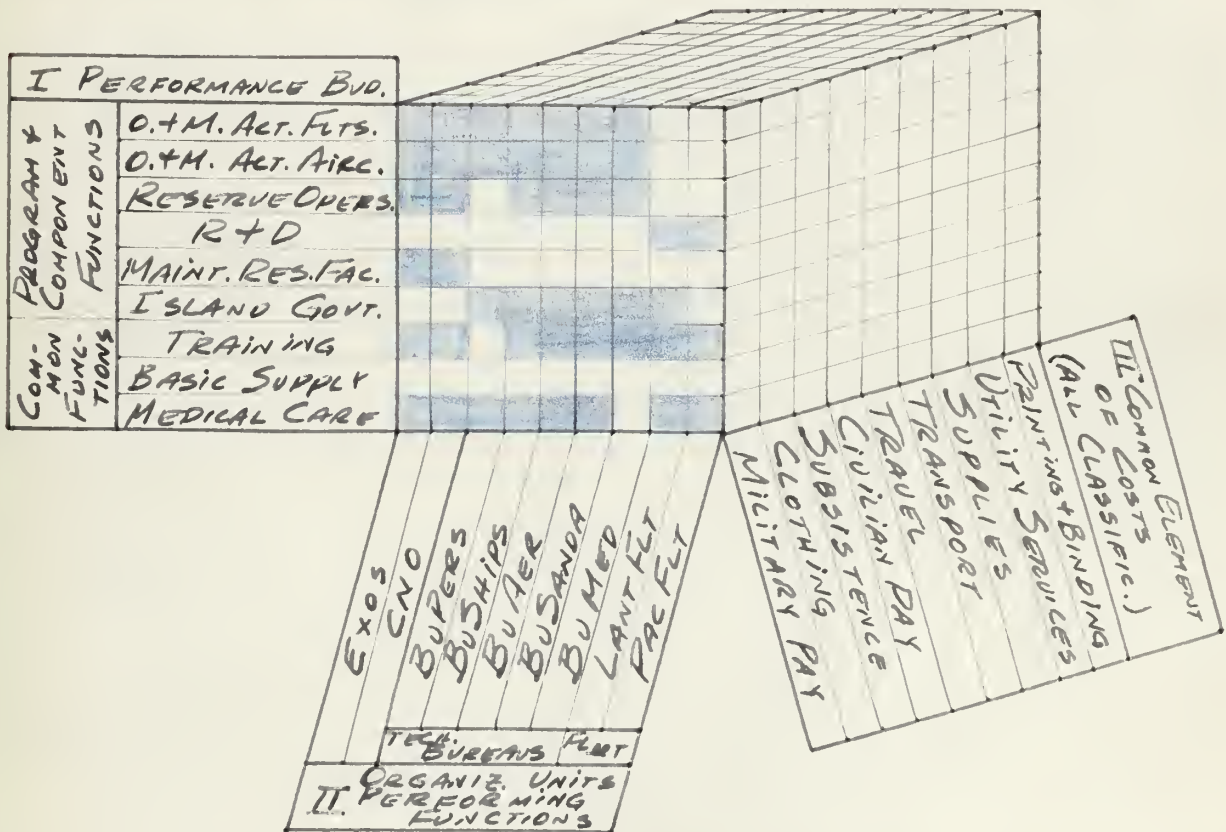 I PERFORMANCE BUD.
PROGRAM &
COMPONENT
FUNCTIONS
O.+M. ACT. FLTS.
O.+M. ACT. AIRC.
RESERVE OPERS.
R+D
MAINT. RES. FAC.
ISLAND GOVT.
COM-
MON
FUNC-
TIONS
TRAINING
BASIC SUPPLY
MEDICAL CARE
EXOS
CNO
BUPERS
BUSHIPS
BUAER
BUSANDA
BUMED
LANT FLT
PAC FLT
TECH.
BUREAUS
FLEET
II. ORGANIZ. UNITS
PERFORMING
FUNCTIONS
MILITARY PAY
CLOTHING
SUBSISTENCE
CIVILIAN PAY
TRAVEL
TRANSPORT
SUPPLIES
UTILITY SERVICES
PRINTING+BINDING
(ALL CLASSIFIC.)
III COMMON ELEMENT
OF COSTS